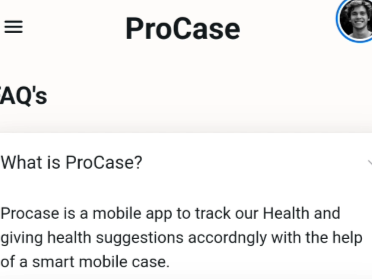 ProCase
FAQ's
What is ProCase?
Procase is a mobile app to track our Health and
giving health suggestions accordngly with the help
of a smart mobile case.